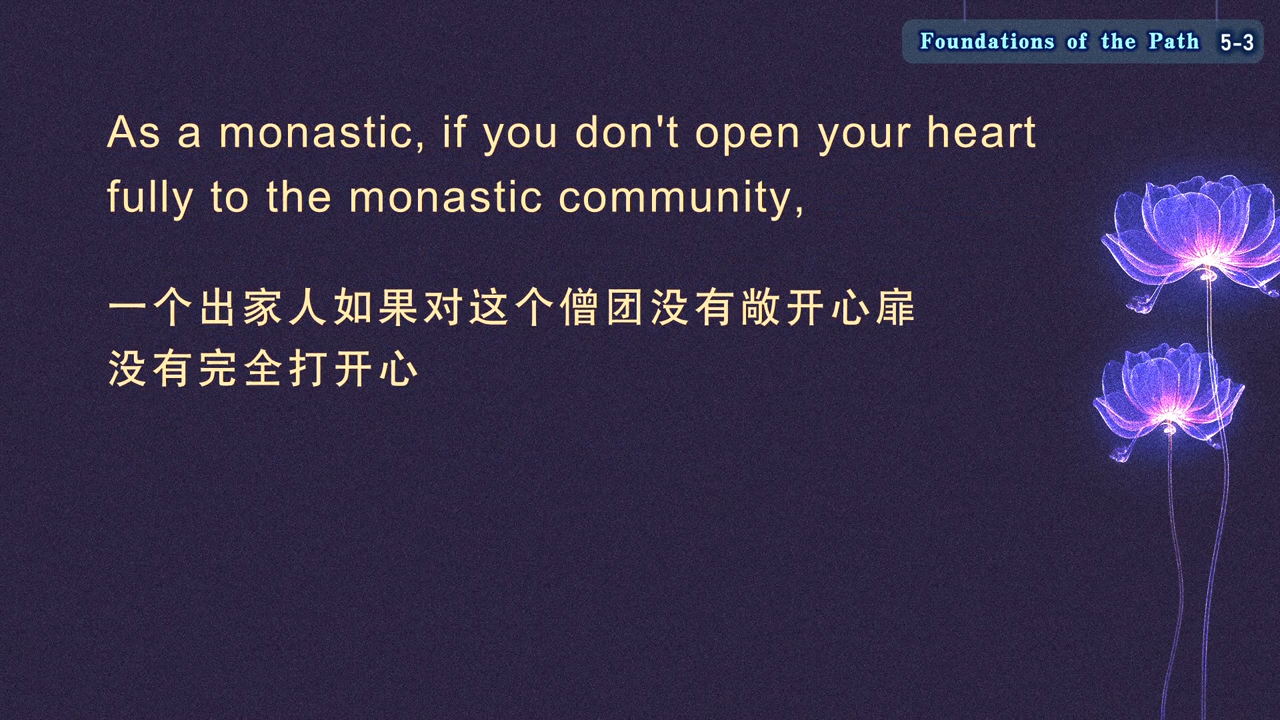 Foundations of the Path 5-3
As a monastic, if you don't open your heart
fully to the monastic community,
一个出家人如果对这个僧团没有敞开心扉
没有完全打开心